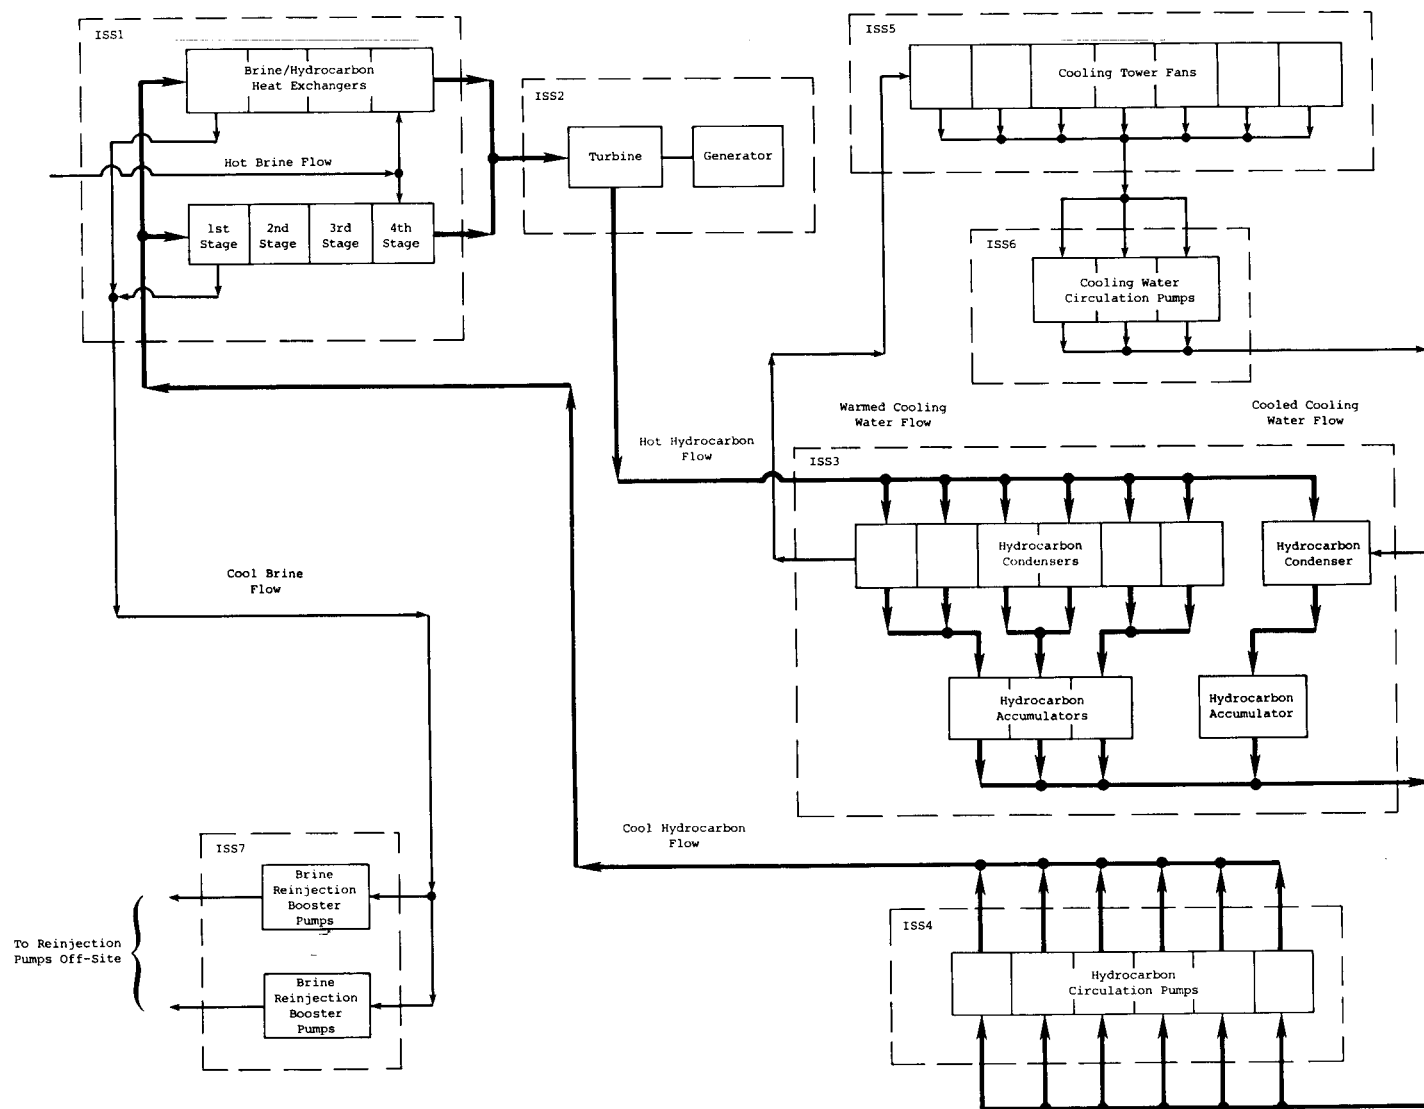 ISS1
Brine/Hydrocarbon
Heat Exchangers
Hot Brine Flow
1st
Stage
2nd
Stage
3rd
Stage
4th
Stage
ISS2
Turbine
Generator
ISS5
Cooling Tower Fans
ISS6
Cooling Water
Circulation Pumps
Warmed Cooling
Water Flow
Cooled Cooling
Water Flow
Hot Hydrocarbon
Flow
ISS3
Hydrocarbon
Condensers
Hydrocarbon
Condenser
Hydrocarbon
Accumulators
Hydrocarbon
Accumulator
Cool Brine
Flow
Cool Hydrocarbon
Flow
ISS7
Brine
Reinjection
Booster
Pumps
To Reinjection
Pumps Off-Site
Brine
Reinjection
Booster
Pumps
ISS4
Hydrocarbon
Circulation Pumps